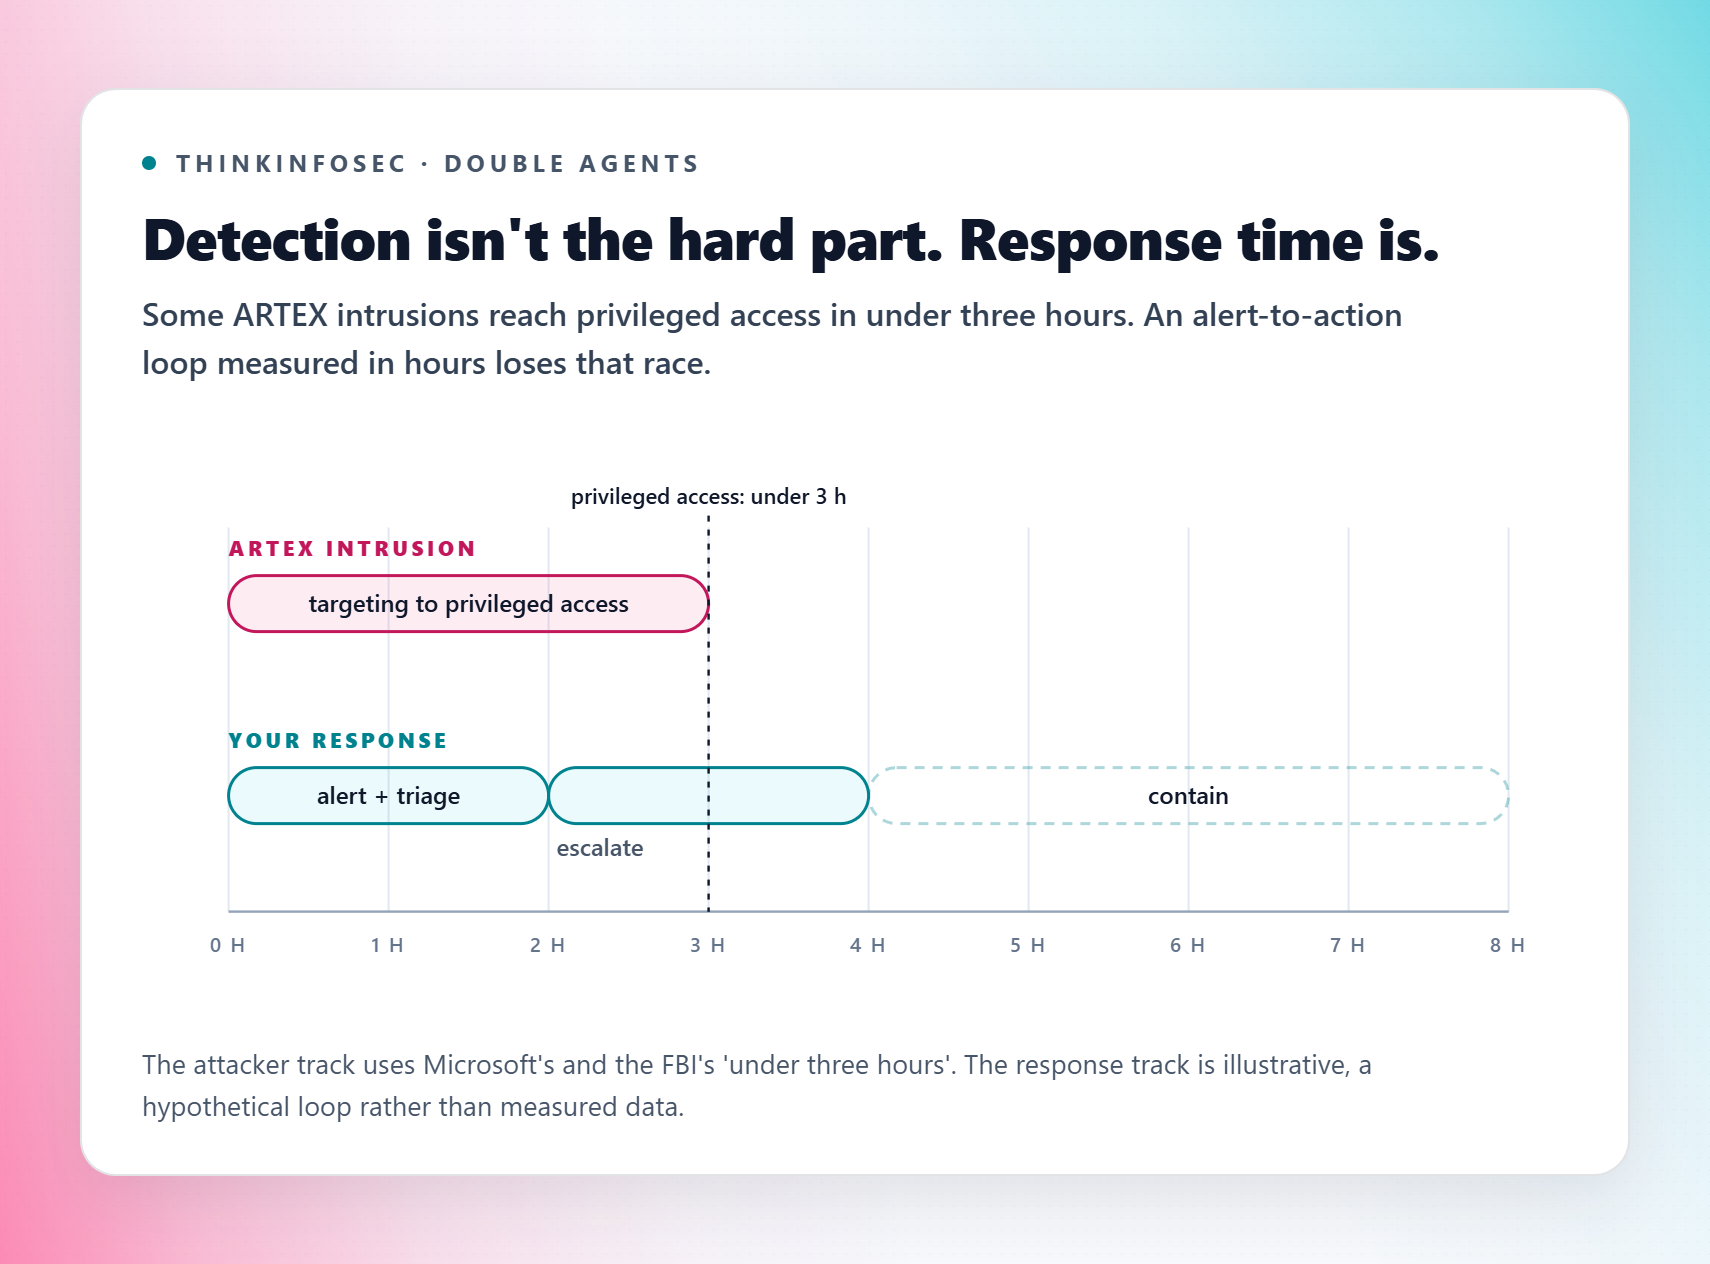 THINKINFOSEC · DOUBLE AGENTS
Detection isn't the hard part. Response time is.
Some ARTEX intrusions reach privileged access in under three hours. An alert-to-action
loop measured in hours loses that race.
privileged access: under 3 h
ARTEX INTRUSION
targeting to privileged access
YOUR RESPONSE
alert + triage
contain
escalate
0 H 1 H 2 H 3 H 4 H 5 H 6 H 7 H 8 H
The attacker track uses Microsoft's and the FBI's 'under three hours'. The response track is illustrative, a
hypothetical loop rather than measured data.